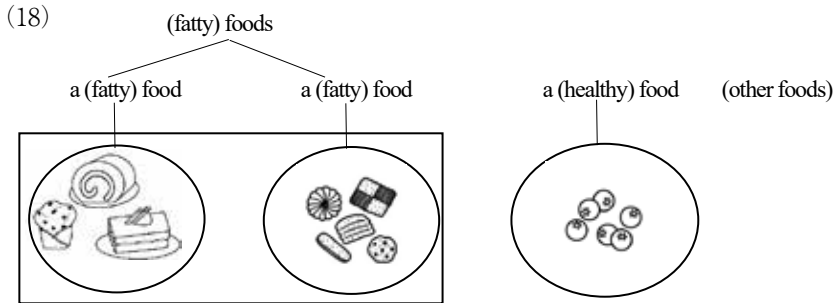 (18)
(fatty) foods
a (fatty) food a (fatty) food a (healthy) food (other foods)